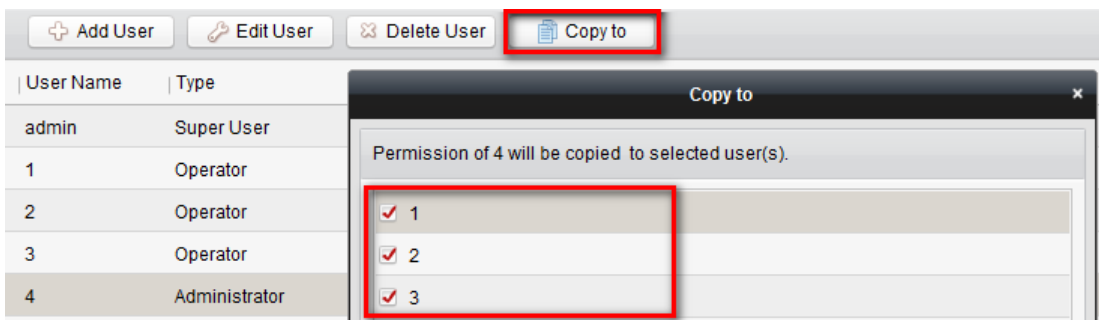 Add User Edit User Delete User Copy to
User Name Type
Copy to
admin Super User
Permission of 4 will be copied to selected user(s).
1 Operator
2 Operator
3 Operator
4 Administrator
1
2
3